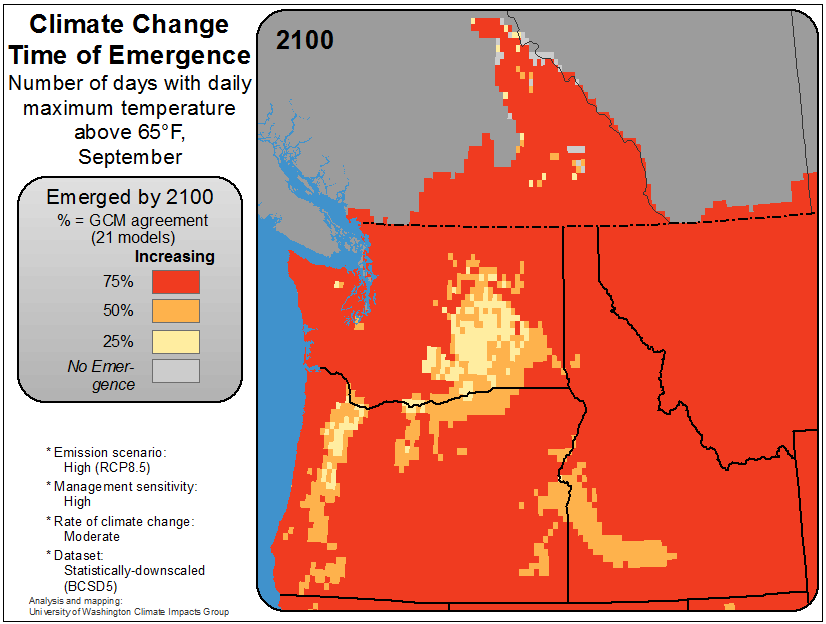 Climate Change
Time of Emergence
Number of days with daily
maximum temperature
above 65°F,
September
2100
Emerged by 2100
% = GCM agreement
(21 models)
Increasing
75%
50%
25%
No Emer-
gence
* Emission scenario:
High (RCP8.5)
* Management sensitivity:
High
* Rate of climate change:
Moderate
* Dataset:
Statistically-downscaled
(BCSD5)
Analysis and mapping:
University of Washington Climate Impacts Group